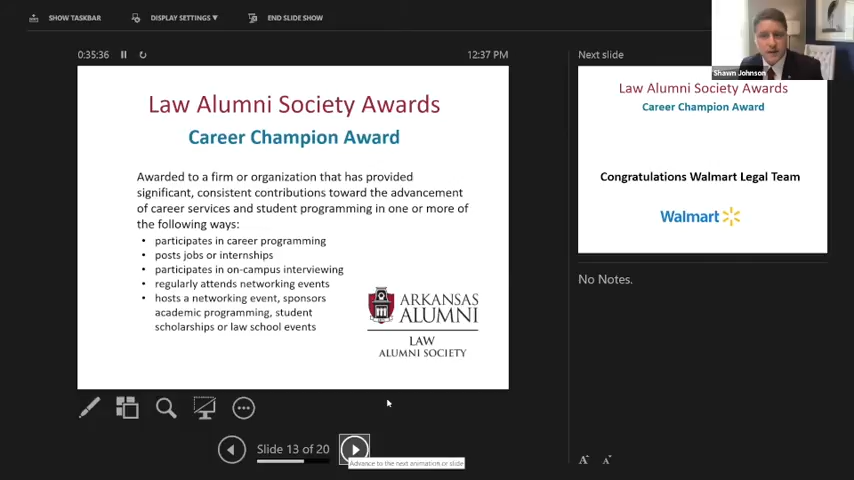 SHOW TASKBAR
DISPLAY SETTINGS ▼
END SLIDE SHOW
0:35:36
12:37 PM
Law Alumni Society Awards
Career Champion Award
Awarded to a firm or organization that has provided
significant, consistent contributions toward the advancement
of career services and student programming in one or more of
the following ways:
• participates in career programming
• posts jobs or internships
• participates in on-campus interviewing
• regularly attends networking events
• hosts a networking event, sponsors
academic programming, student
scholarships or law school events
ARKANSAS
ALUMNI
LAW
ALUMNI SOCIETY
Slide 13 of 20
Advance to the next animation or slide
Next slide
Shawn Johnson
Law Alumni Society Awards
Career Champion Award
Congratulations Walmart Legal Team
Walmart
No Notes.
A A